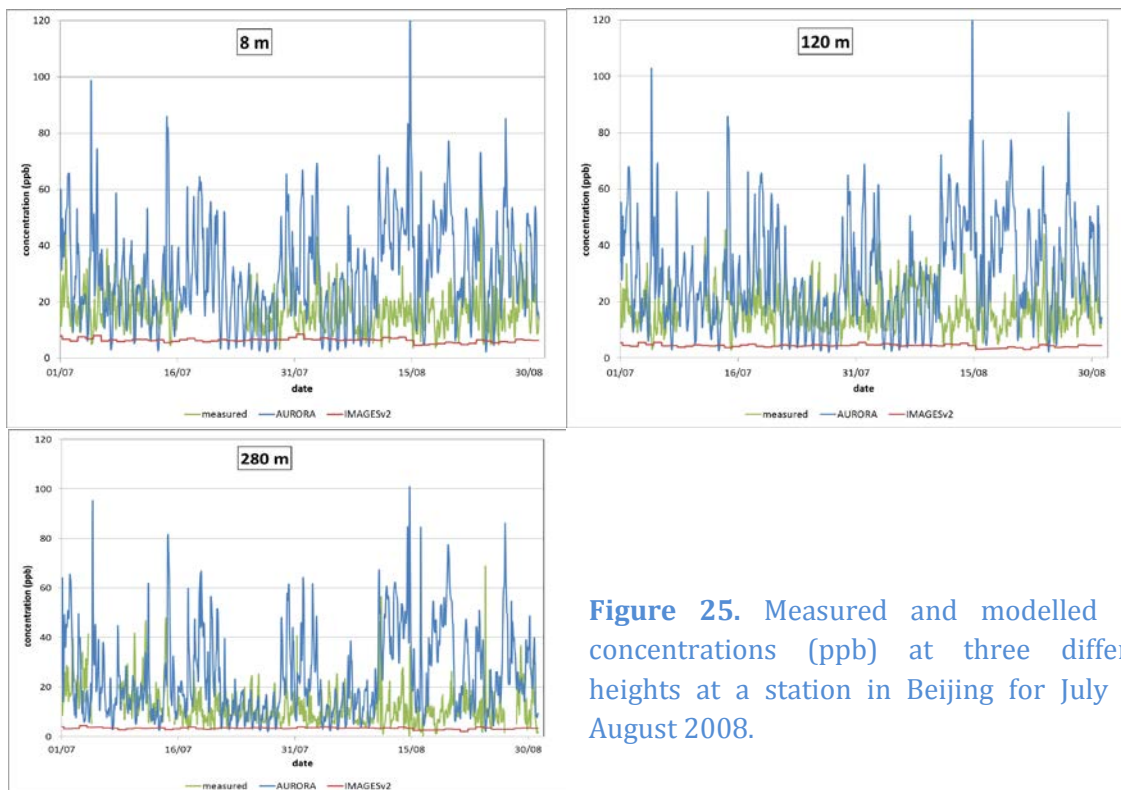 8 m
120
100
80
60
40
20
0
concentration (ppb)
01/07 16/07 31/07 15/08 30/08
date
measured AURORA IMAGESv2
120 m
120
100
80
60
40
20
0
concentration (ppb)
01/07 16/07 31/07 15/08 30/08
date
measured AURORA IMAGESv2
280 m
120
100
80
60
40
20
0
concentration (ppb)
01/07 16/07 31/07 15/08 30/08
date
measured AURORA IMAGESv2
Figure 25. Measured and modelled
concentrations (ppb) at three differ
heights at a station in Beijing for July
August 2008.